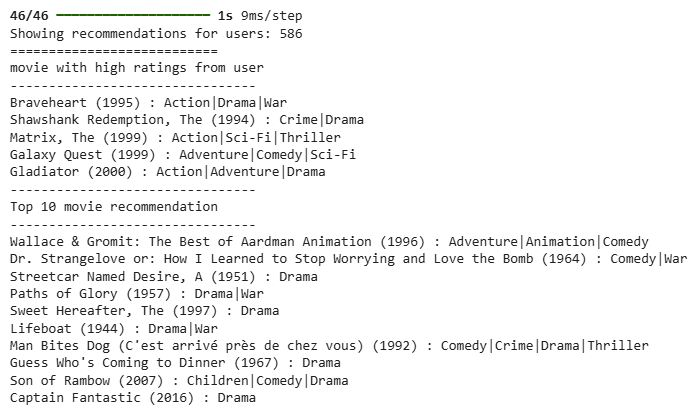 46/46 ━━━━━━━━━━━━━━━━━━━━ 1s 9ms/step
Showing recommendations for users: 586
===========================
movie with high ratings from user
--------------------------------
Braveheart (1995) : Action|Drama|War
Shawshank Redemption, The (1994) : Crime|Drama
Matrix, The (1999) : Action|Sci-Fi|Thriller
Galaxy Quest (1999) : Adventure|Comedy|Sci-Fi
Gladiator (2000) : Action|Adventure|Drama
--------------------------------
Top 10 movie recommendation
--------------------------------
Wallace & Gromit: The Best of Aardman Animation (1996) : Adventure|Animation|Comedy
Dr. Strangelove or: How I Learned to Stop Worrying and Love the Bomb (1964) : Comedy|War
Streetcar Named Desire, A (1951) : Drama
Paths of Glory (1957) : Drama|War
Sweet Hereafter, The (1997) : Drama
Lifeboat (1944) : Drama|War
Man Bites Dog (C'est arrivé près de chez vous) (1992) : Comedy|Crime|Drama|Thriller
Guess Who's Coming to Dinner (1967) : Drama
Son of Rambow (2007) : Children|Comedy|Drama
Captain Fantastic (2016) : Drama